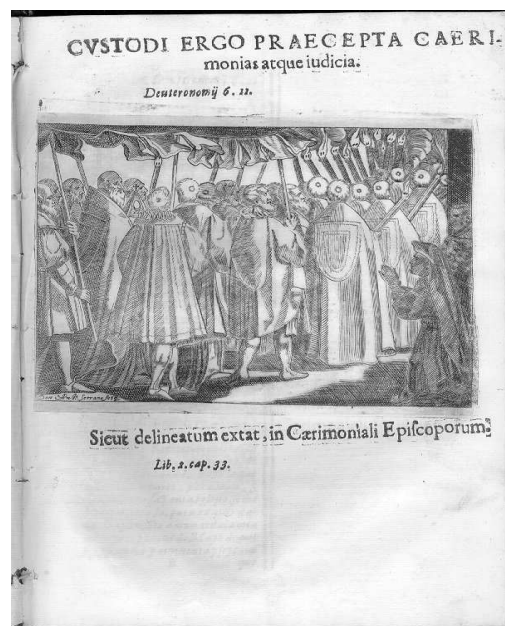 CVSTODI ERGO PRAECEPTA CAERI-
monias atque iudicia.
Deuteronomij 6. 11.
Sicut delineatum extat, in Cærimoniali Epiſcoporum.
Lib. 2. cap. 33.